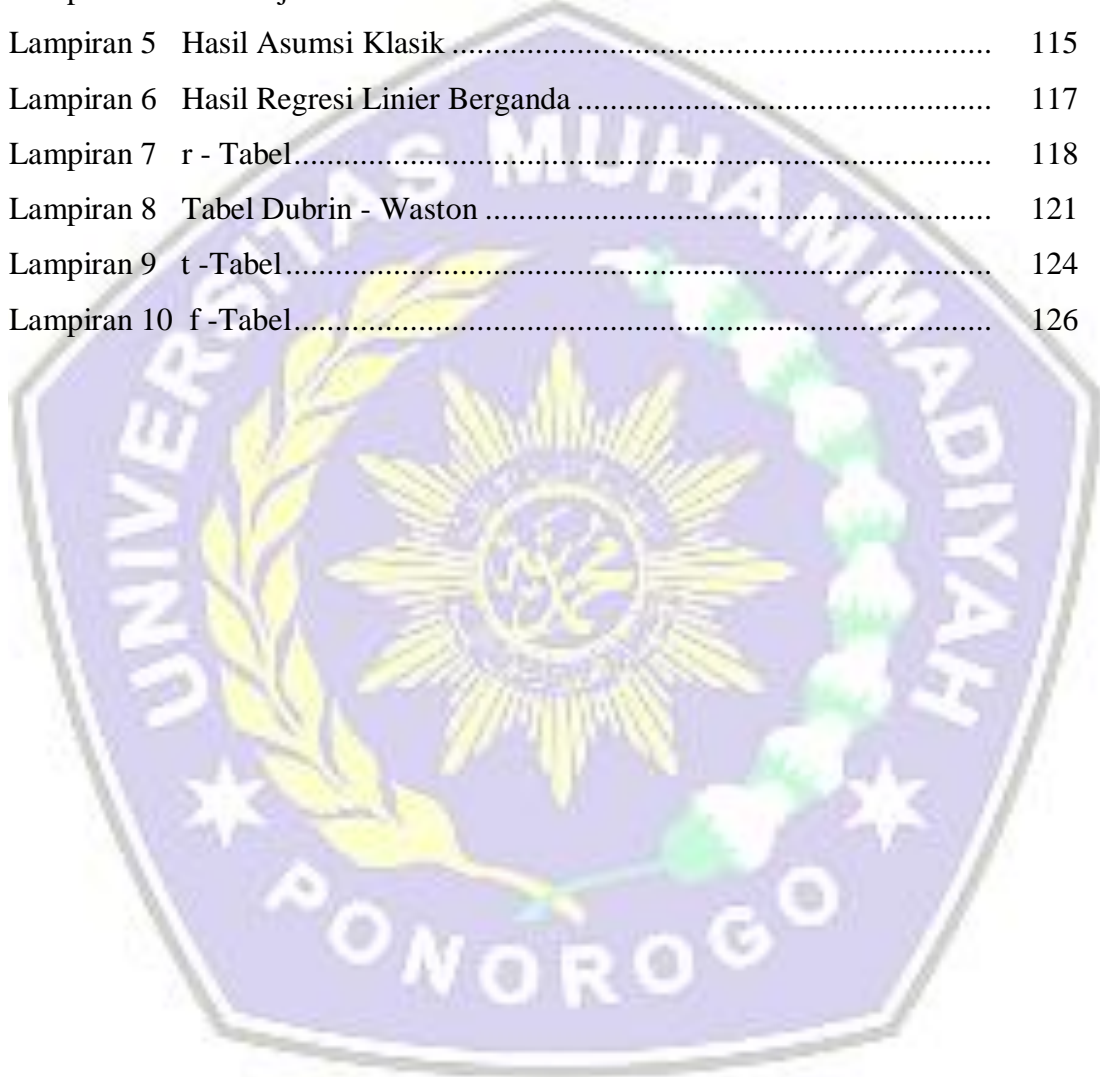 Lampiran 5 Hasil Asumsi Klasik ........................................................................ 115
Lampiran 6 Hasil Regresi Linier Berganda ....................................................... 117
Lampiran 7 r - Tabel............................................................................................. 118
Lampiran 8 Tabel Dubrin - Waston .................................................................... 121
Lampiran 9 t -Tabel.............................................................................................. 124
Lampiran 10 f -Tabel............................................................................................. 126
UNIVERSITAS MUHAMMADIYAH
PONOROGO